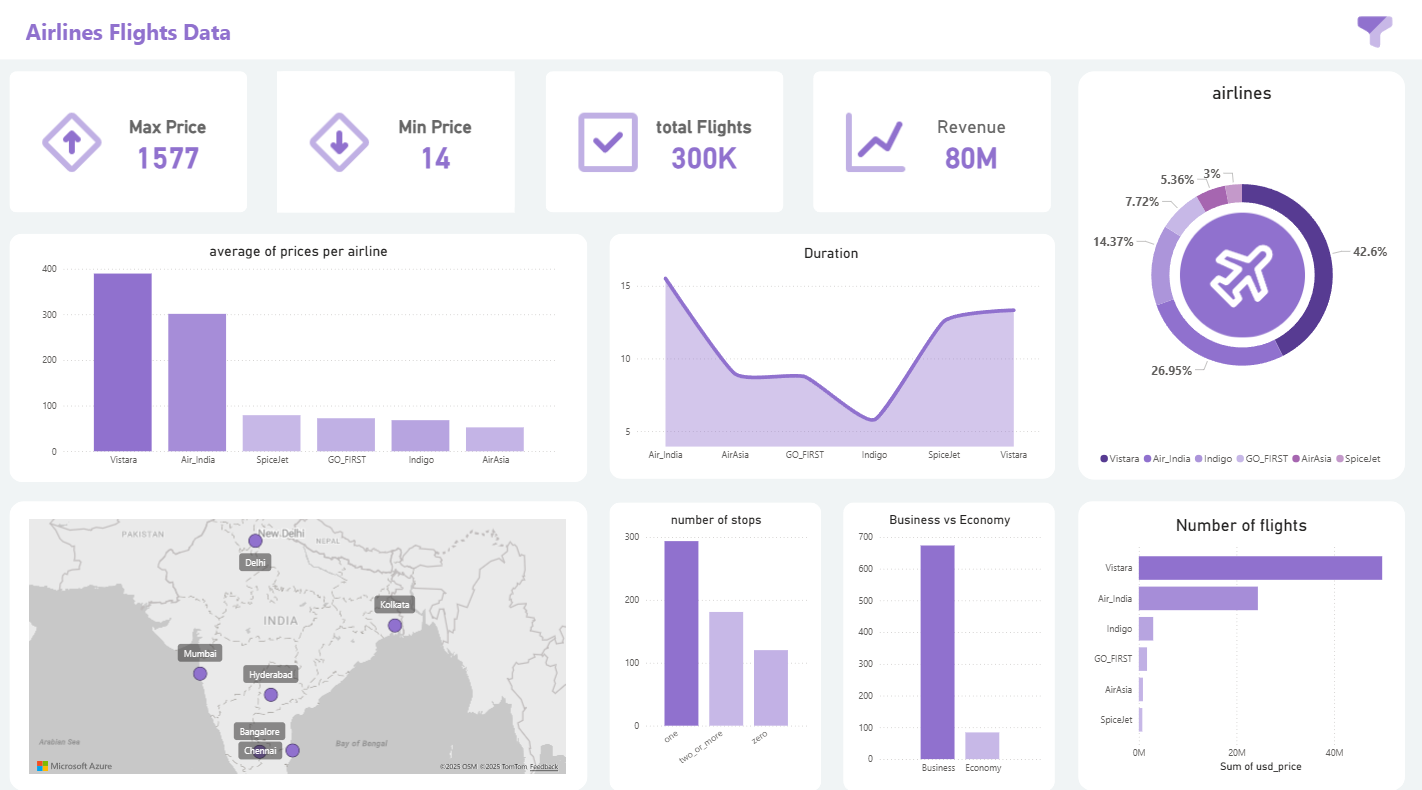 Airlines Flights Data
Max Price
1577
Min Price
14
total Flights
300K
Revenue
80M
airlines
3%
5.36%
7.72%
14.37%
42.6%
26.95%
Vistara Air_India Indigo GO_FIRST AirAsia SpiceJet
average of prices per airline
400
300
200
100
0
Vistara Air_India SpiceJet GO_FIRST Indigo AirAsia
Duration
15
10
5
Air_India AirAsia GO_FIRST Indigo SpiceJet Vistara
PAKISTAN
New Delhi
NEPAL
Delhi
Kolkata
INDIA
Mumbai
Hyderabad
Bangalore
Chennai
Arabian Sea
Bay of Bengal
Microsoft Azure
©2025 OSM ©2025 TomTom Feedback
number of stops
300
200
100
0
one two_or_more zero
Business vs Economy
700
600
500
400
300
200
100
0
Business Economy
Number of flights
Vistara
Air_India
Indigo
GO_FIRST
AirAsia
SpiceJet
0M 20M 40M
Sum of usd_price